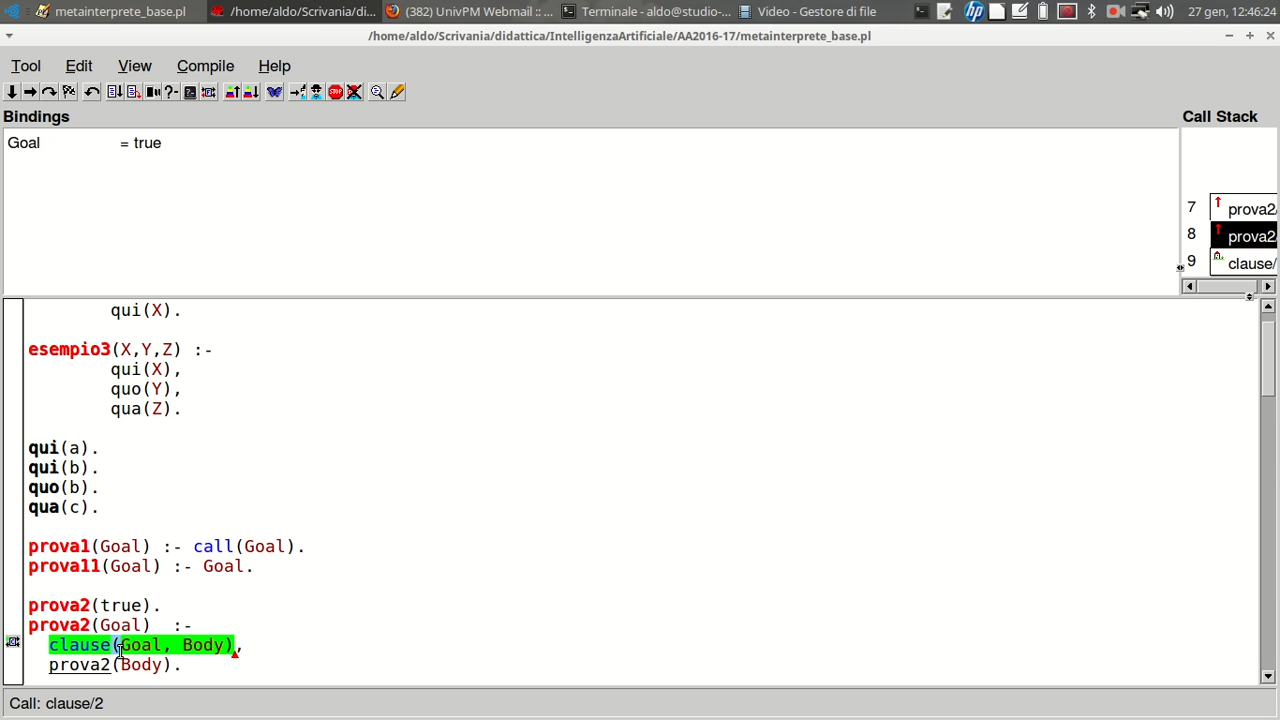 metainterprete_base.pl /home/aldo/Scrivania/di... (382) UnivPM Webmail :: ... Terminale - aldo@studio-... Video - Gestore di file 27 gen, 12:46:24
/home/aldo/Scrivania/didattica/IntelligenzaArtificiale/AA2016-17/metainterprete_base.pl
Tool Edit View Compile Help
Bindings Call Stack
Goal = true
7 prova2/
8 prova2/
9 clause/
qui(X).
esempio3(X,Y,Z) :-
qui(X),
quo(Y),
qua(Z).
qui(a).
qui(b).
quo(b).
qua(c).
prova1(Goal) :- call(Goal).
prova11(Goal) :- Goal.
prova2(true).
prova2(Goal) :-
clause(Goal, Body),
prova2(Body).
Call: clause/2